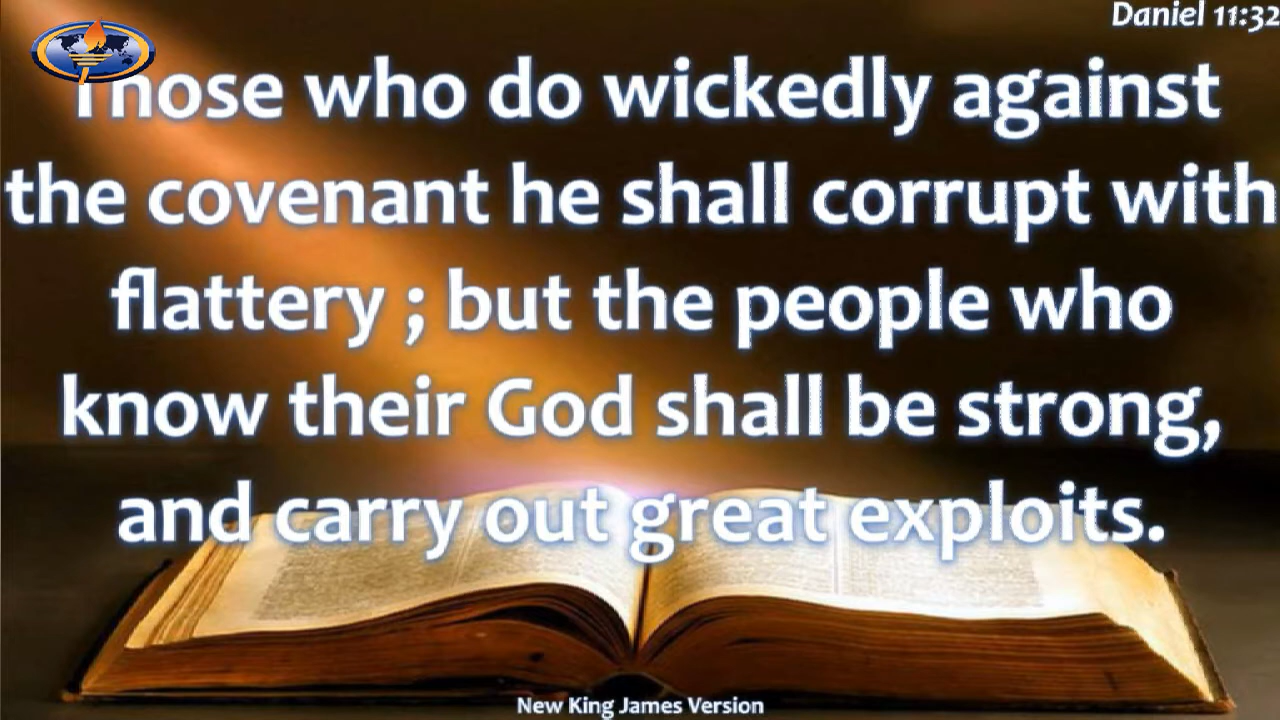 Daniel 11:32
Those who do wickedly against
the covenant he shall corrupt with
flattery ; but the people who
know their God shall be strong,
and carry out great exploits.
New King James Version